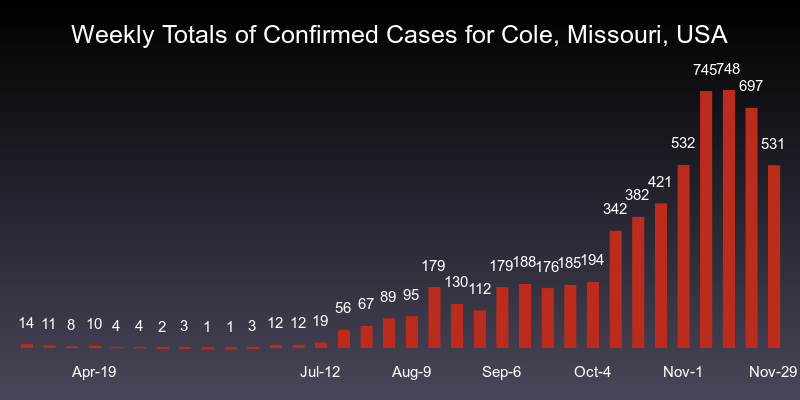 Weekly Totals of Confirmed Cases for Cole, Missouri, USA
14 11 8 10 4 4 2 3 1 1 3 12 12 19 56 67 89 95 179 130 112 179 188 176 185 194 342 382 421 532 745 748 697 531
Apr-19 Jul-12 Aug-9 Sep-6 Oct-4 Nov-1 Nov-29